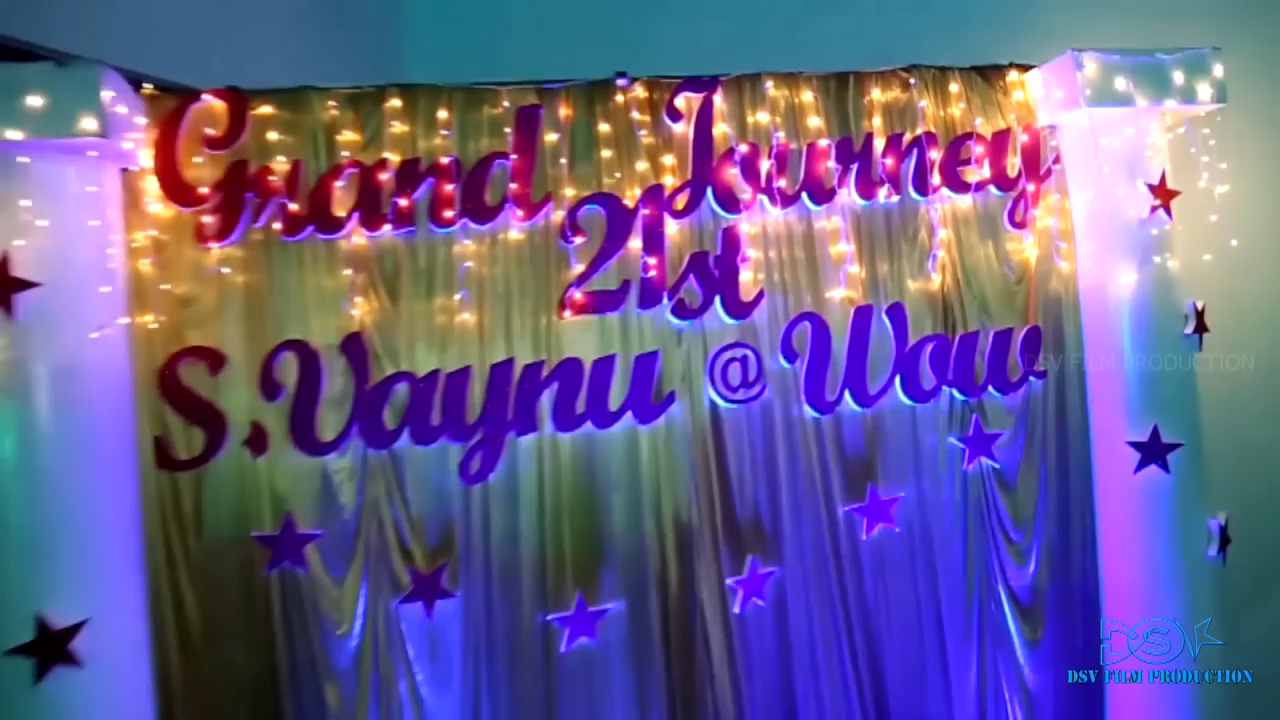 Grand Journey
21st
S.Vaynu @ Wow
DSV FILM PRODUCTION
DSV
DSV FILM PRODUCTION